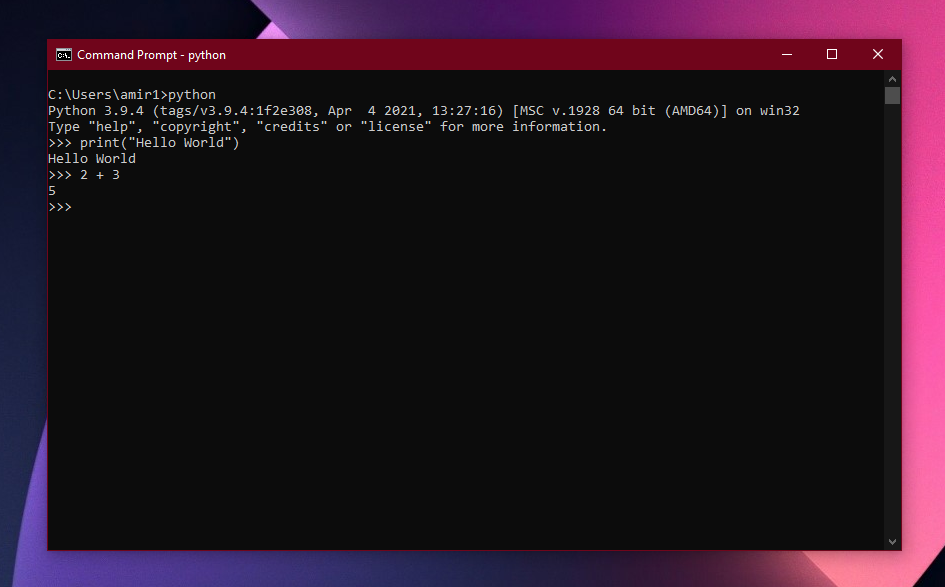 Command Prompt - python
C:\Users\amir1>python
Python 3.9.4 (tags/v3.9.4:1f2e308, Apr  4 2021, 13:27:16) [MSC v.1928 64 bit (AMD64)] on win32
Type "help", "copyright", "credits" or "license" for more information.
>>> print("Hello World")
Hello World
>>> 2 + 3
5
>>>